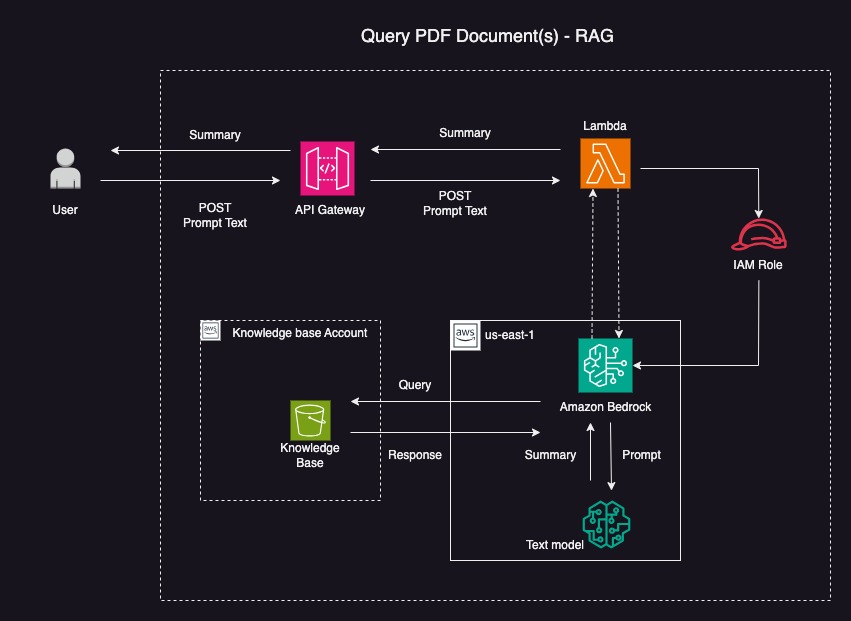 Query PDF Document(s) - RAG
Lambda
Summary
Summary
User
POST
Prompt Text
API Gateway
POST
Prompt Text
IAM Role
aws
Knowledge base Account
aws
us-east-1
Query
Amazon Bedrock
Knowledge
Base
Response
Summary
Prompt
Text model